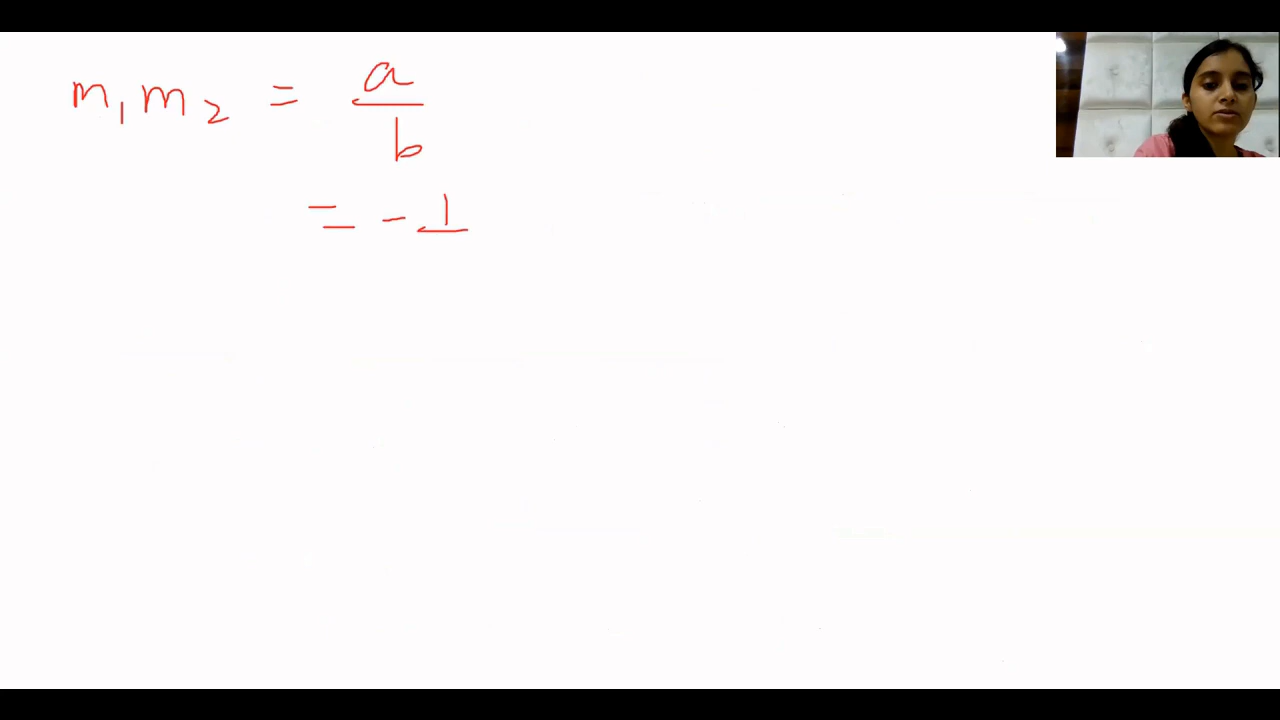 m₁m₂ = a/b
= -1